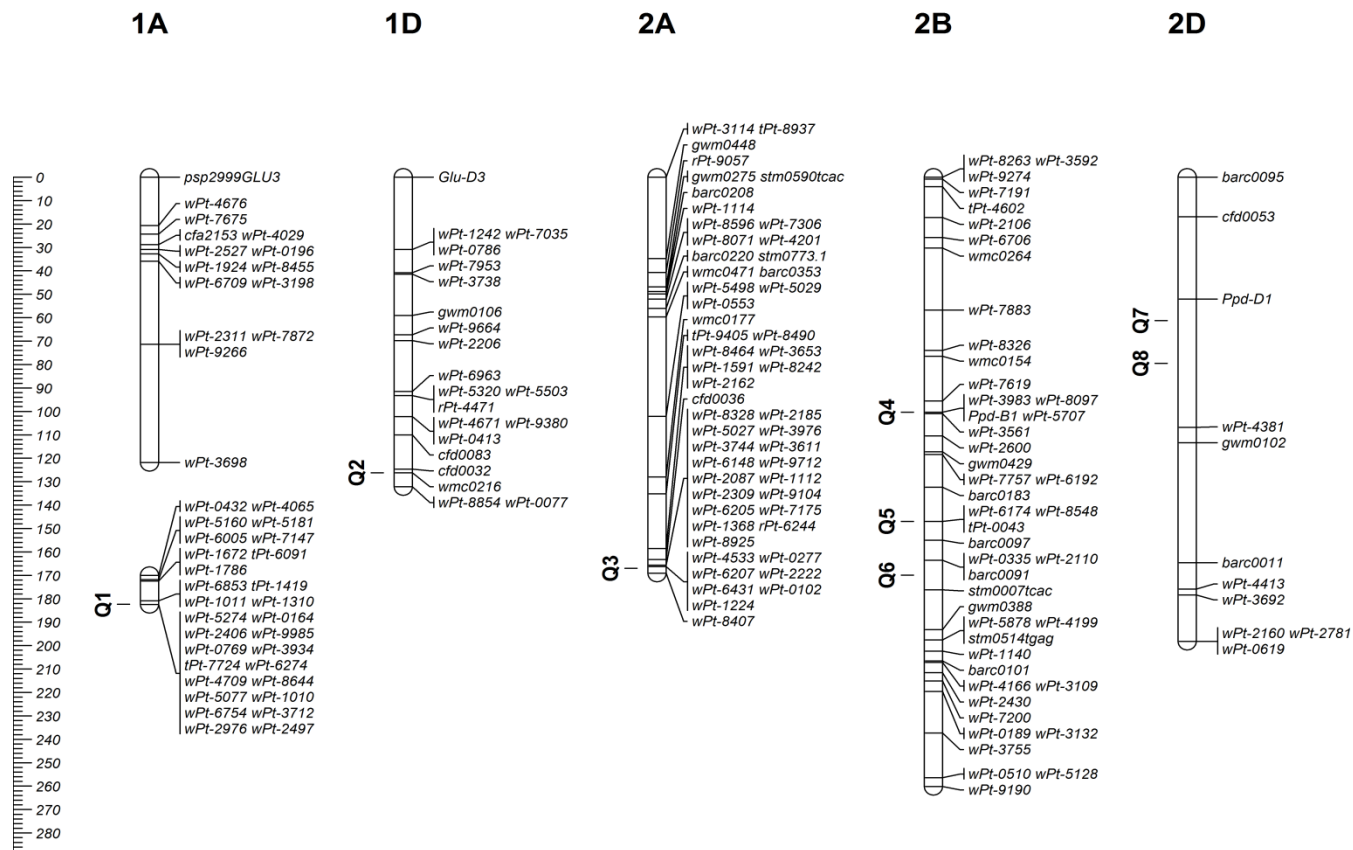 1A
1D
2A
2B
2D
0
10
20
30
40
50
60
70
80
90
100
110
120
130
140
150
160
170
180
190
200
210
220
230
240
250
260
270
280
psp2999GLU3
wPt-4676
wPt-7675
cfa2153 wPt-4029
wPt-2527 wPt-0196
wPt-1924 wPt-8455
wPt-6709 wPt-3198
wPt-2311 wPt-7872
wPt-9266
wPt-3698
wPt-0432 wPt-4065
wPt-5160 wPt-5181
wPt-6005 wPt-7147
wPt-1672 tPt-6091
wPt-1786
wPt-6853 tPt-1419
wPt-1011 wPt-1310
wPt-5274 wPt-0164
wPt-2406 wPt-9985
wPt-0769 wPt-3934
tPt-7724 wPt-6274
wPt-4709 wPt-8644
wPt-5077 wPt-1010
wPt-6754 wPt-3712
wPt-2976 wPt-2497
Q1
Glu-D3
wPt-1242 wPt-7035
wPt-0786
wPt-7953
wPt-3738
gwm0106
wPt-9664
wPt-2206
wPt-6963
wPt-5320 wPt-5503
rPt-4471
wPt-4671 wPt-9380
wPt-0413
cfd0083
cfd0032
wmc0216
wPt-8854 wPt-0077
Q2
wPt-3114 tPt-8937
gwm0448
rPt-9057
gwm0275 stm0590tcac
barc0208
wPt-1114
wPt-8596 wPt-7306
wPt-8071 wPt-4201
barc0220 stm0773.1
wmc0471 barc0353
wPt-5498 wPt-5029
wPt-0553
wmc0177
tPt-9405 wPt-8490
wPt-8464 wPt-3653
wPt-1591 wPt-8242
wPt-2162
cfd0036
wPt-8328 wPt-2185
wPt-5027 wPt-3976
wPt-3744 wPt-3611
wPt-6148 wPt-9712
wPt-2087 wPt-1112
wPt-2309 wPt-9104
wPt-6205 wPt-7175
wPt-1368 rPt-6244
wPt-8925
wPt-4533 wPt-0277
wPt-6207 wPt-2222
wPt-6431 wPt-0102
wPt-1224
wPt-8407
Q3
wPt-8263 wPt-3592
wPt-9274
wPt-7191
tPt-4602
wPt-2106
wPt-6706
wmc0264
wPt-7883
wPt-8326
wmc0154
wPt-7619
wPt-3983 wPt-8097
Ppd-B1 wPt-5707
wPt-3561
wPt-2600
gwm0429
wPt-7757 wPt-6192
barc0183
wPt-6174 wPt-8548
tPt-0043
barc0097
wPt-0335 wPt-2110
barc0091
stm0007tcac
gwm0388
wPt-5878 wPt-4199
stm0514tgag
wPt-1140
barc0101
wPt-4166 wPt-3109
wPt-2430
wPt-7200
wPt-0189 wPt-3132
wPt-3755
wPt-0510 wPt-5128
wPt-9190
Q4
Q5
Q6
barc0095
cfd0053
Ppd-D1
wPt-4381
gwm0102
barc0011
wPt-4413
wPt-3692
wPt-2160 wPt-2781
wPt-0619
Q7
Q8